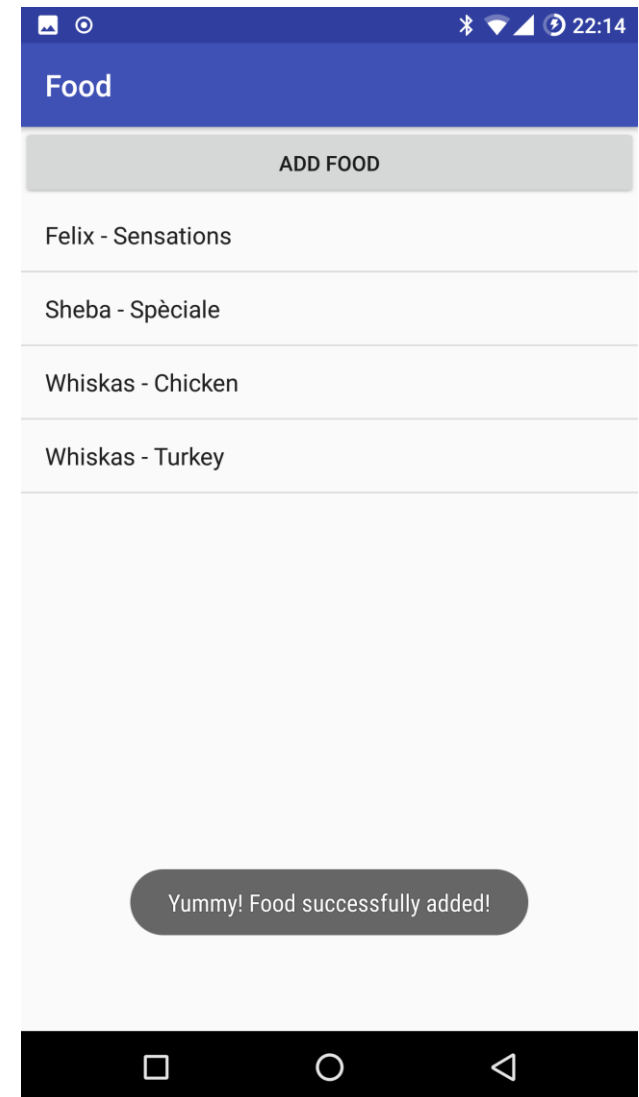 22:14
Food
ADD FOOD
Felix - Sensations
Sheba - Spèciale
Whiskas - Chicken
Whiskas - Turkey
Yummy! Food successfully added!